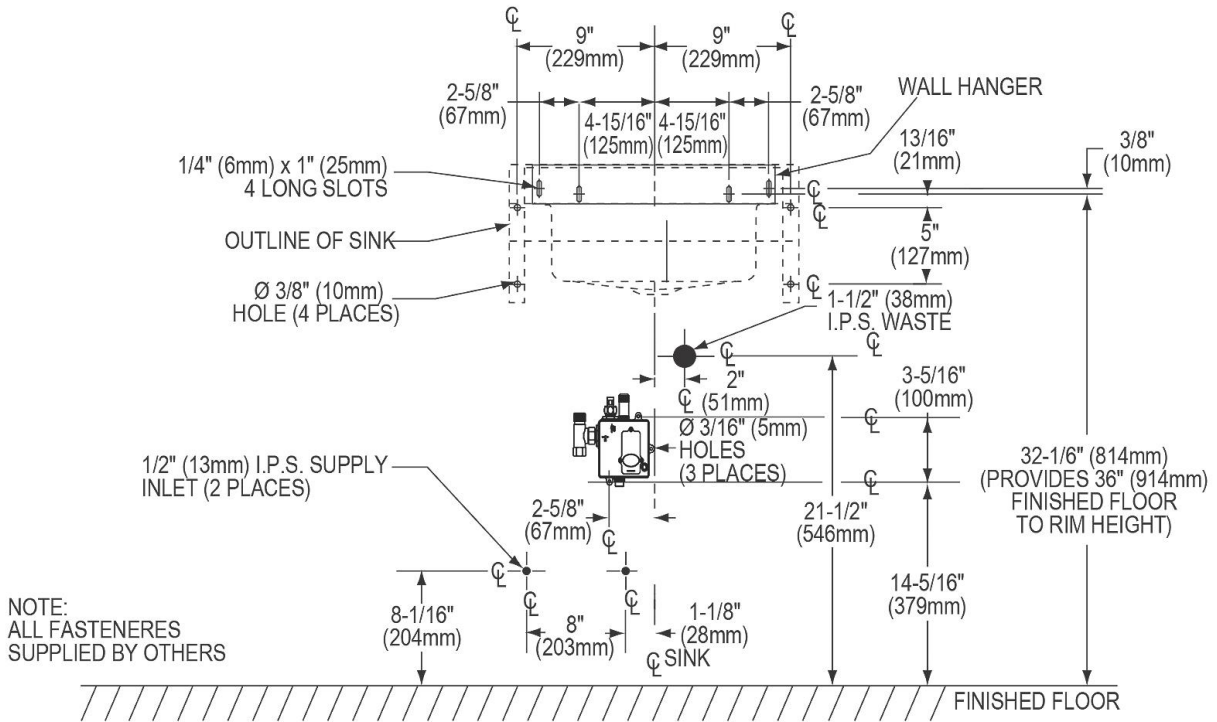 ℄
℄
9"
(229mm)
9"
(229mm)
2-5/8"
(67mm)
4-15/16"
(125mm)
4-15/16"
(125mm)
2-5/8"
(67mm)
WALL HANGER
13/16"
(21mm)
3/8"
(10mm)
1/4" (6mm) x 1" (25mm)
4 LONG SLOTS
℄
℄
OUTLINE OF SINK
5"
(127mm)
Ø 3/8" (10mm)
HOLE (4 PLACES)
℄
1-1/2" (38mm)
I.P.S. WASTE
℄
℄
2"
(51mm)
℄
3-5/16"
(100mm)
℄
Ø 3/16" (5mm)
HOLES
(3 PLACES)
1/2" (13mm) I.P.S. SUPPLY
INLET (2 PLACES)
℄
32-1/6" (814mm)
(PROVIDES 36" (914mm)
FINISHED FLOOR
TO RIM HEIGHT)
2-5/8"
(67mm)
℄
21-1/2"
(546mm)
℄
℄
℄
8-1/16"
(204mm)
8"
(203mm)
1-1/8"
(28mm)
℄ SINK
14-5/16"
(379mm)
NOTE:
ALL FASTENERES
SUPPLIED BY OTHERS
FINISHED FLOOR